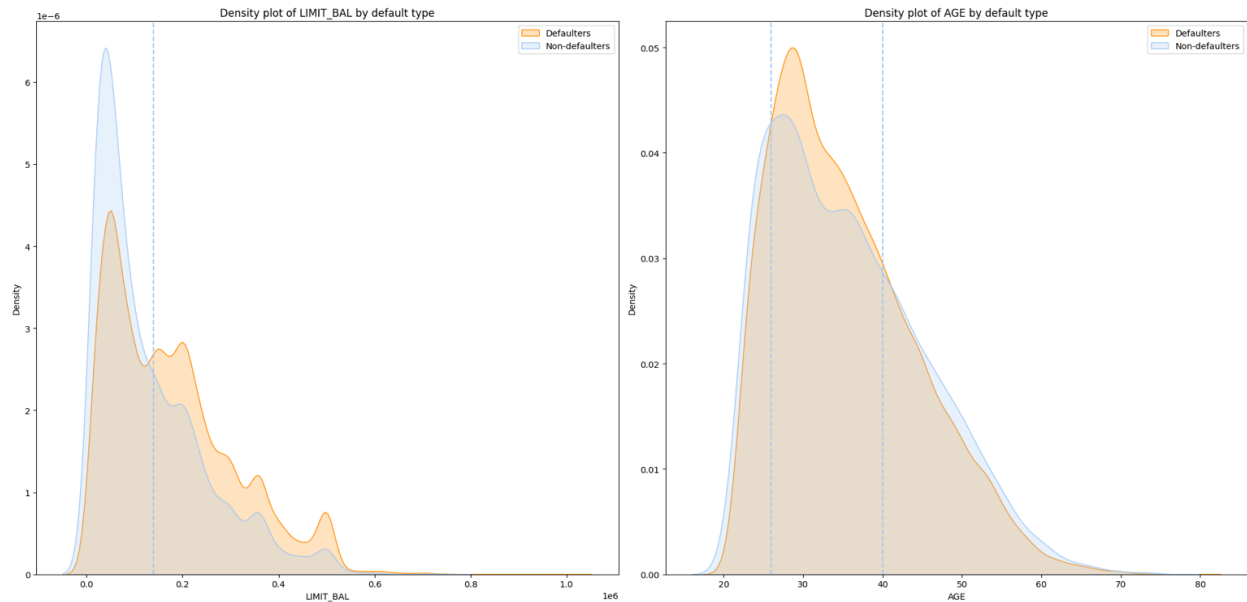 Density plot of LIMIT_BAL by default type
1e−6
Defaulters
Non-defaulters
6
5
4
3
2
1
0
Density
0.0 0.2 0.4 0.6 0.8 1.0
1e6
LIMIT_BAL
Density plot of AGE by default type
Defaulters
Non-defaulters
0.05
0.04
0.03
0.02
0.01
0.00
Density
20 30 40 50 60 70 80
AGE